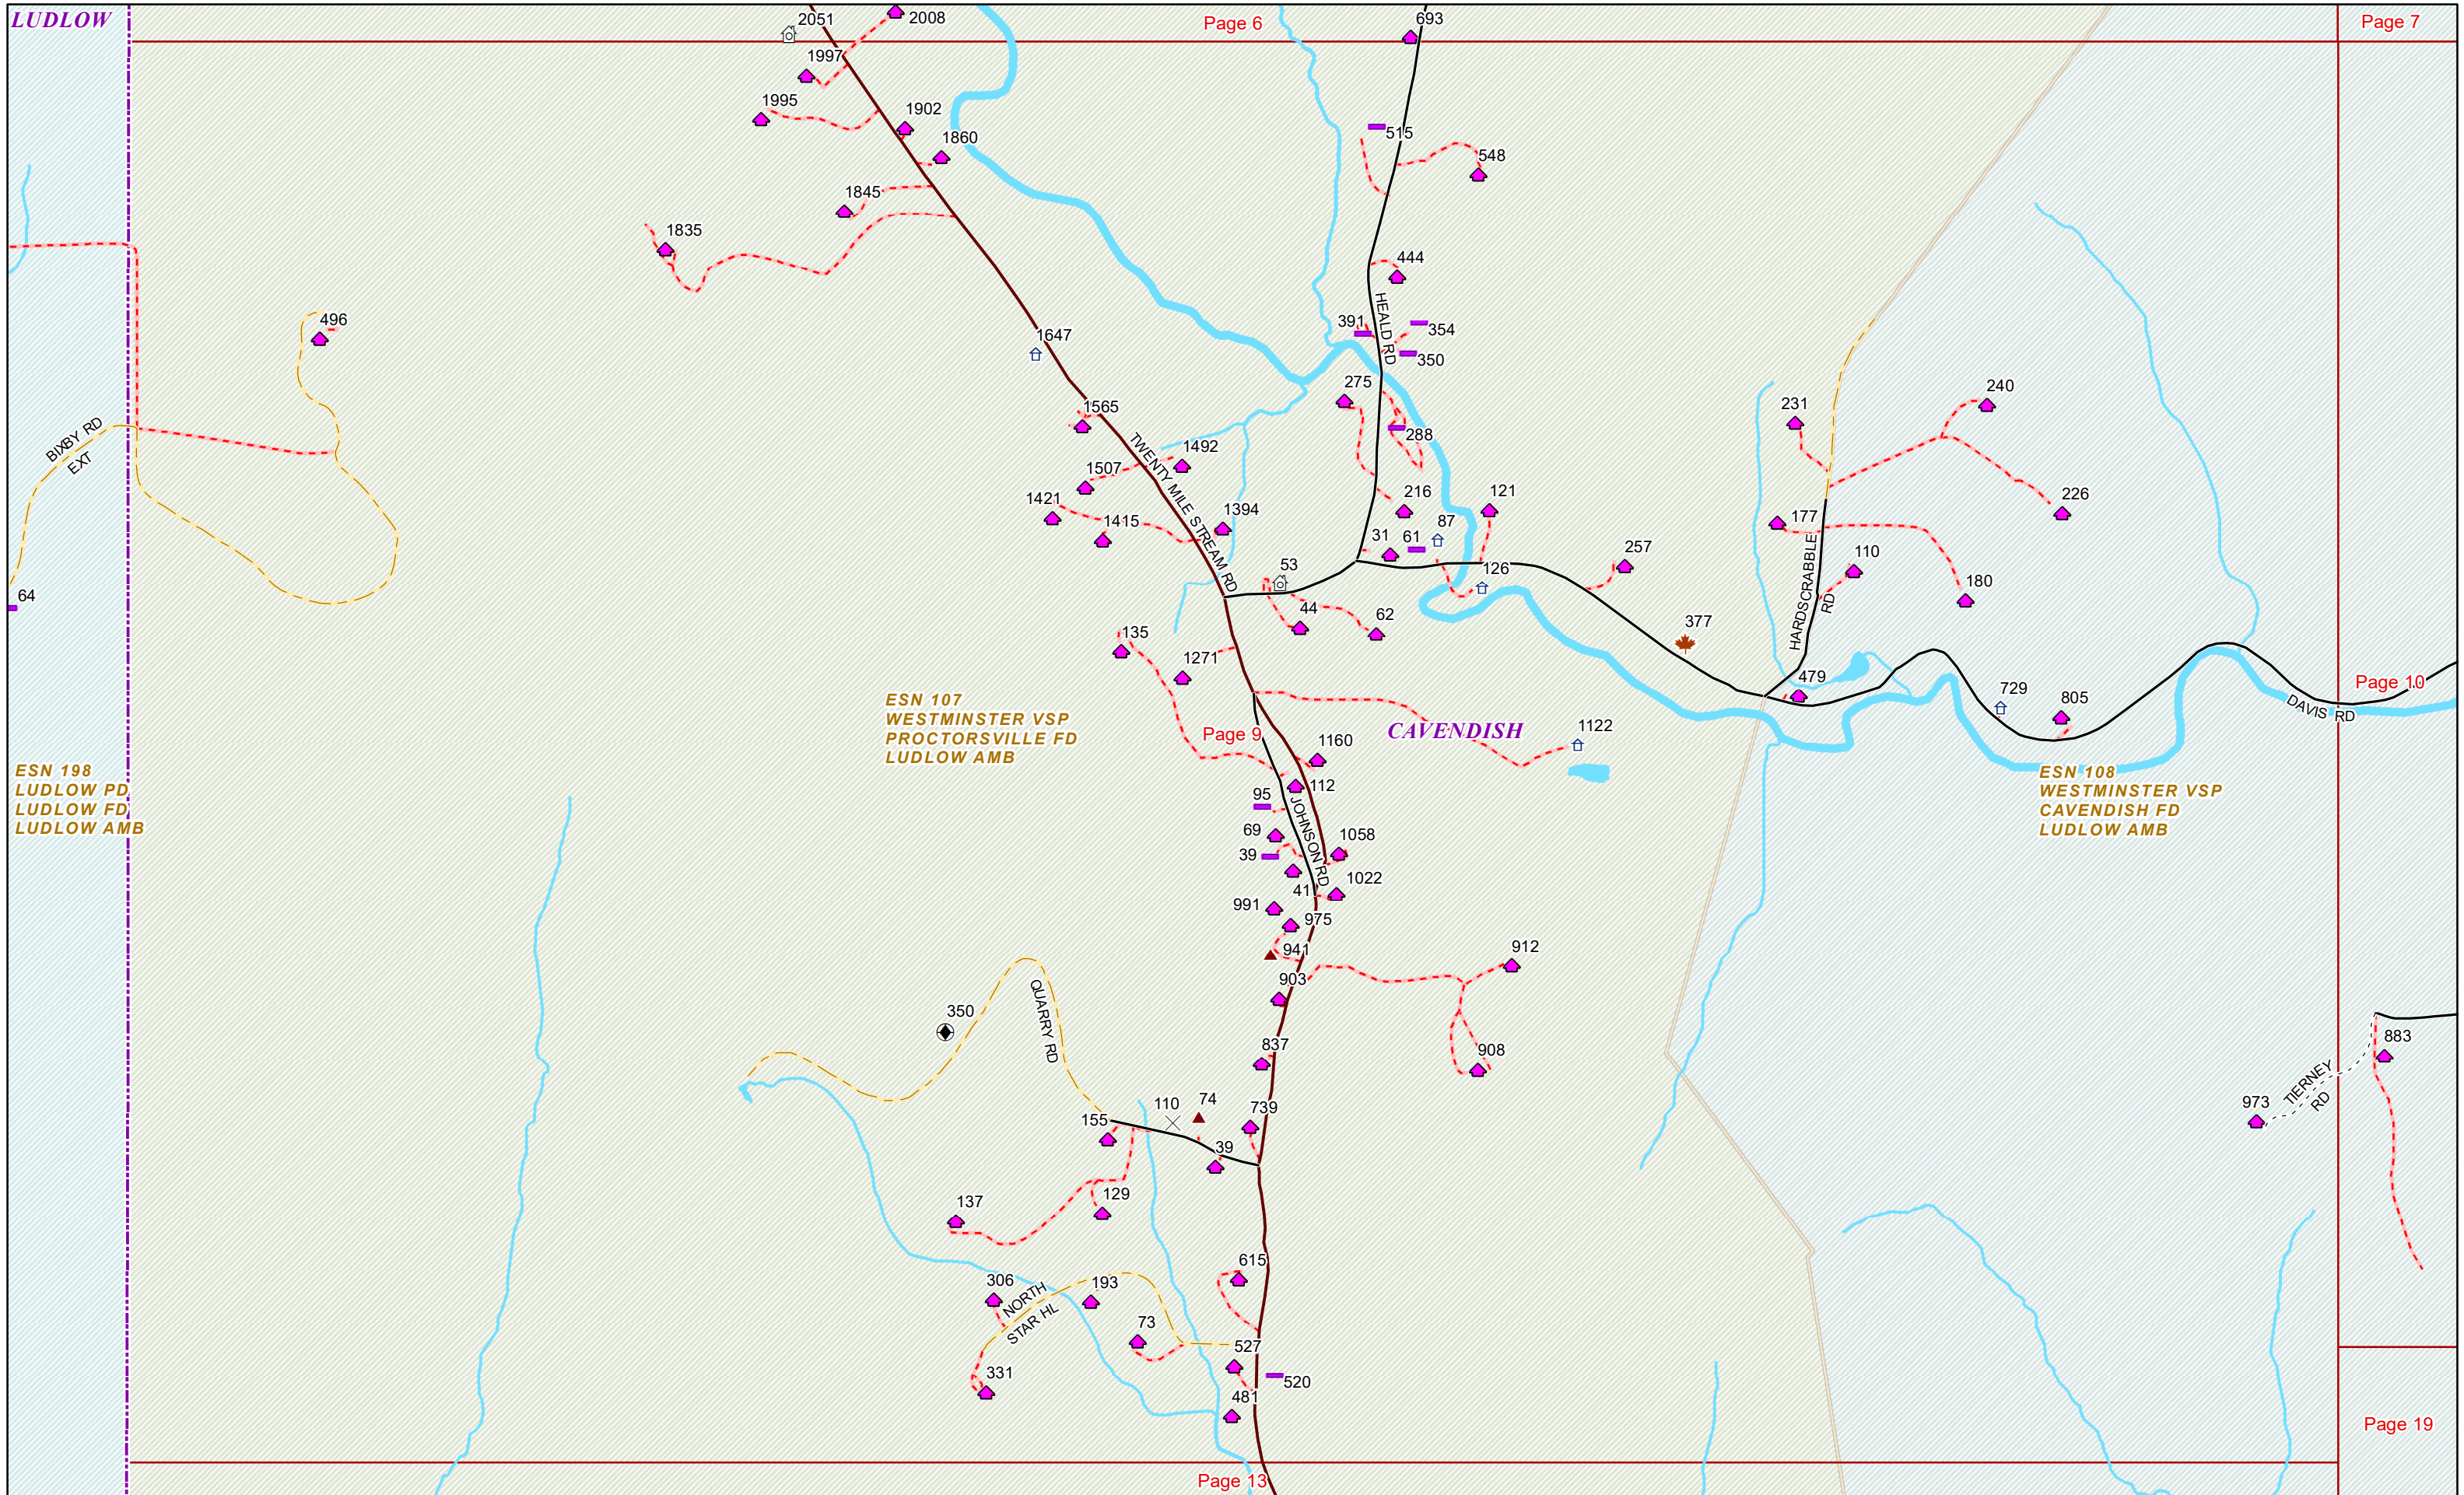 LUDLOW
2051
2008
Page 6
693
Page 7
1997
1995
1902
1860
515
548
1845
1835
444
496
HEALD RD
391
354
350
1647
275
240
231
1565
288
BIXBY RD
EXT
TWENTY MILE STREAM RD
1492
1507
1421
1415
1394
216
121
87
226
177
31
61
257
HARDSCRABBLE
RD
110
180
53
126
64
44
62
377
135
1271
479
Page 10
729
805
DAVIS RD
ESN 107
WESTMINSTER VSP
PROCTORSVILLE FD
LUDLOW AMB
Page 9
CAVENDISH
1122
1160
ESN 198
LUDLOW PD
LUDLOW FD
LUDLOW AMB
ESN 108
WESTMINSTER VSP
CAVENDISH FD
LUDLOW AMB
112
95
JOHNSON RD
69
1058
39
41
1022
991
975
941
912
903
QUARRY RD
350
837
908
883
TIERNEY
RD
973
155
110
74
739
39
137
129
615
306
193
NORTH
STAR HL
73
527
331
520
481
Page 19
Page 13